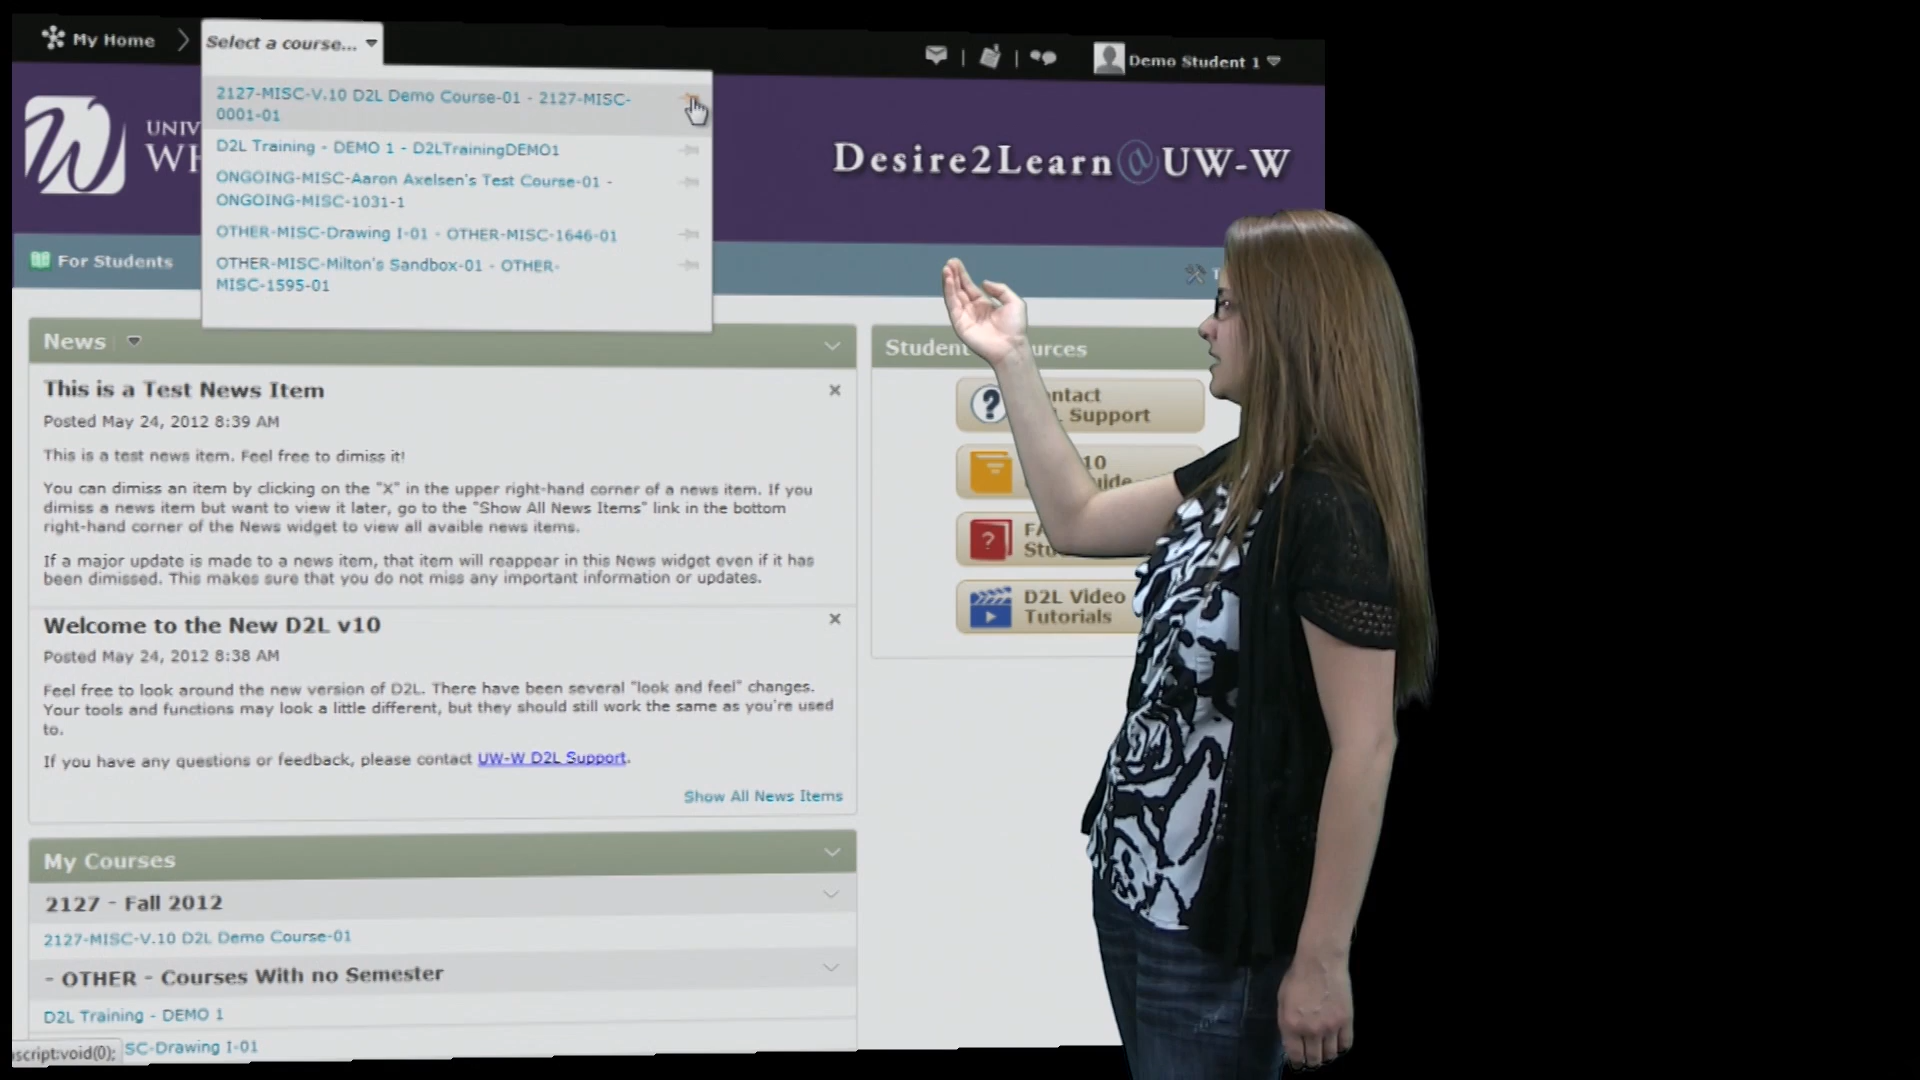 My Home
Select a course...
Demo Student 1
2127-MISC-V.10 D2L Demo Course-01 - 2127-MISC-
0001-01
D2L Training - DEMO 1 - D2LTrainingDEMO1
ONGOING-MISC-Aaron Axelsen's Test Course-01 -
ONGOING-MISC-1031-1
OTHER-MISC-Drawing I-01 - OTHER-MISC-1646-01
OTHER-MISC-Milton's Sandbox-01 - OTHER-
MISC-1595-01
Desire2Learn@UW-W
For Students
News
This is a Test News Item
Posted May 24, 2012 8:39 AM
This is a test news item. Feel free to dimiss it!
You can dimiss an item by clicking on the "X" in the upper right-hand corner of a news item. If you
dimiss a news item but want to view it later, go to the "Show All News Items" link in the bottom
right-hand corner of the News widget to view all avaible news items.
If a major update is made to a news item, that item will reappear in this News widget even if it has
been dimissed. This makes sure that you do not miss any important information or updates.
Welcome to the New D2L v10
Posted May 24, 2012 8:38 AM
Feel free to look around the new version of D2L. There have been several "look and feel" changes.
Your tools and functions may look a little different, but they should still work the same as you're used
to.
If you have any questions or feedback, please contact UW-W D2L Support.
Show All News Items
My Courses
2127 - Fall 2012
2127-MISC-V.10 D2L Demo Course-01
- OTHER - Courses With no Semester
D2L Training - DEMO 1
script:void(0);
SC-Drawing I-01
Student
Support
10
D2L Video
Tutorials